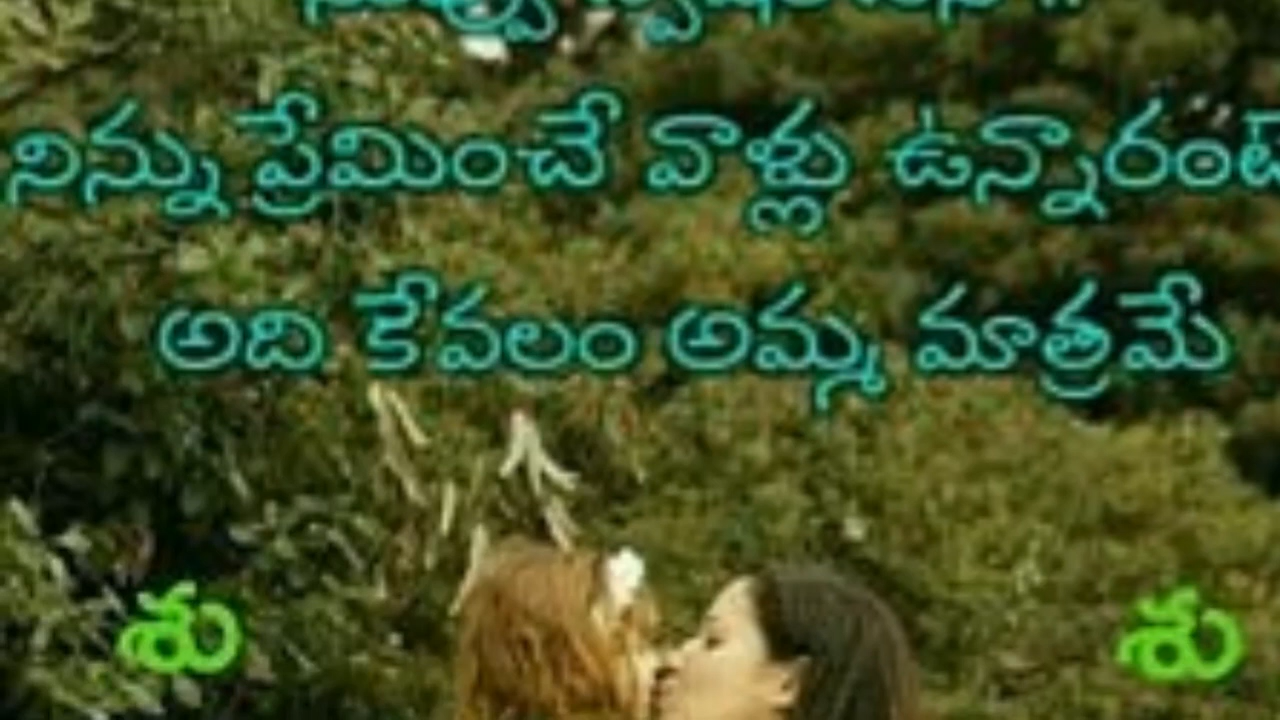 నిన్ను ప్రేమించే వాళ్లు ఉన్నారంట
అది కేవలం అమ్మ మాత్రమే
శు శు